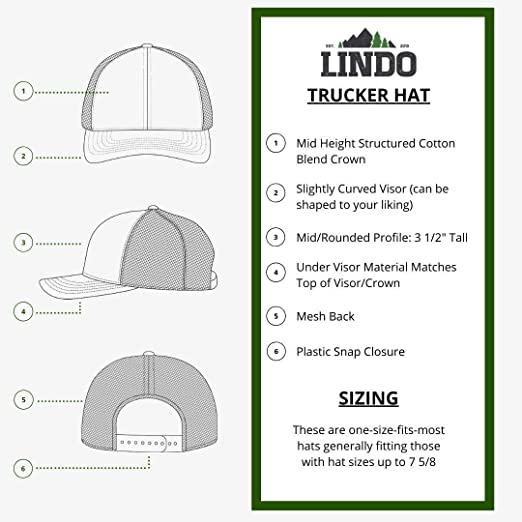 1
2
3
4
5
6
EST. 2016
LINDO
TRUCKER HAT
1 Mid Height Structured Cotton
Blend Crown
2 Slightly Curved Visor (can be
shaped to your liking)
3 Mid/Rounded Profile: 3 1/2" Tall
4 Under Visor Material Matches
Top of Visor/Crown
5 Mesh Back
6 Plastic Snap Closure
SIZING
These are one-size-fits-most
hats generally fitting those
with hat sizes up to 7 5/8